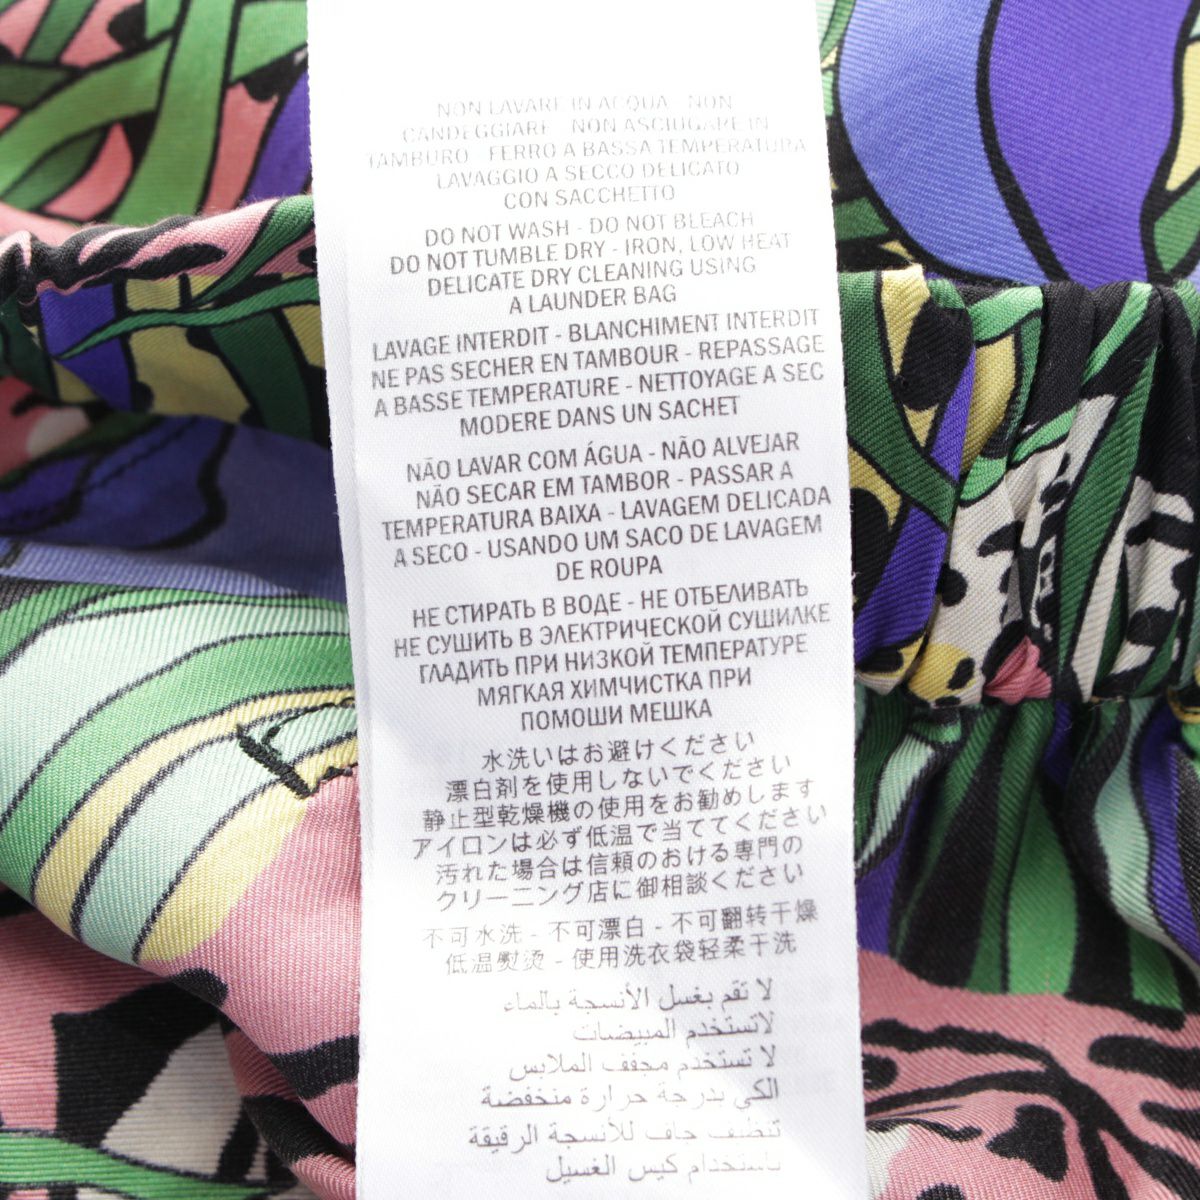 NON LAVARE IN ACQUA - NON
CANDEGGIARE - NON ASCIUGARE IN
TAMBURO - FERRO A BASSA TEMPERATURA
LAVAGGIO A SECCO DELICATO
CON SACCHETTO
DO NOT WASH - DO NOT BLEACH
DO NOT TUMBLE DRY - IRON, LOW HEAT
DELICATE DRY CLEANING USING
A LAUNDER BAG
LAVAGE INTERDIT - BLANCHIMENT INTERDIT
NE PAS SECHER EN TAMBOUR - REPASSAGE
A BASSE TEMPERATURE - NETTOYAGE A SEC
MODERE DANS UN SACHET
NÃO LAVAR COM ÁGUA - NÃO ALVEJAR
NÃO SECAR EM TAMBOR - PASSAR A
TEMPERATURA BAIXA - LAVAGEM DELICADA
A SECO - USANDO UM SACO DE LAVAGEM
DE ROUPA
НЕ СТИРАТЬ В ВОДЕ - НЕ ОТБЕЛИВАТЬ
НЕ СУШИТЬ В ЭЛЕКТРИЧЕСКОЙ СУШИЛКЕ
ГЛАДИТЬ ПРИ НИЗКОЙ ТЕМПЕРАТУРЕ
МЯГКАЯ ХИМЧИСТКА ПРИ
ПОМОШИ МЕШКА
水洗いはお避けください
漂白剤を使用しないでください
静止型乾燥機の使用をお勧めします
アイロンは必ず低温で当ててください
汚れた場合は信頼のおける専門の
クリーニング店に御相談ください
不可水洗 - 不可漂白 - 不可翻转干燥
低温熨烫 - 使用洗衣袋轻柔干洗
لا تقم بغسل الأنسجة بالماء
لاتستخدم المبيضات
لا تستخدم مجفف الملابس
الكي بدرجة حرارة منخفضة
تنظيف جاف للأنسجة الرقيقة
باستخدام كيس الغسيل